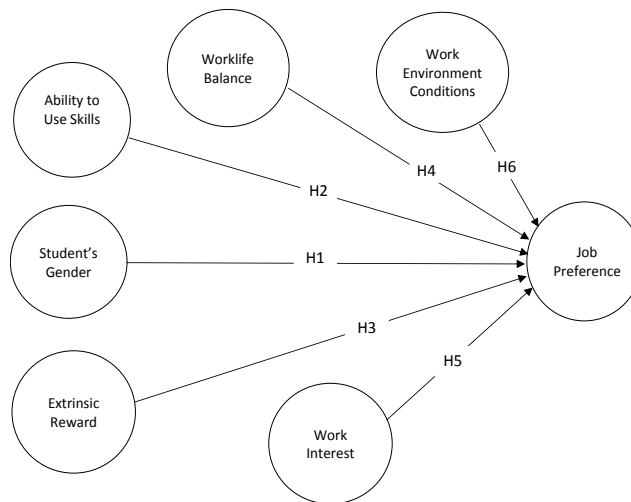 Worklife
Balance
Work
Environment
Conditions
Ability to
Use Skills
H4
H6
H2
Student's
Gender
H1
Job
Preference
H3
H5
Extrinsic
Reward
Work
Interest